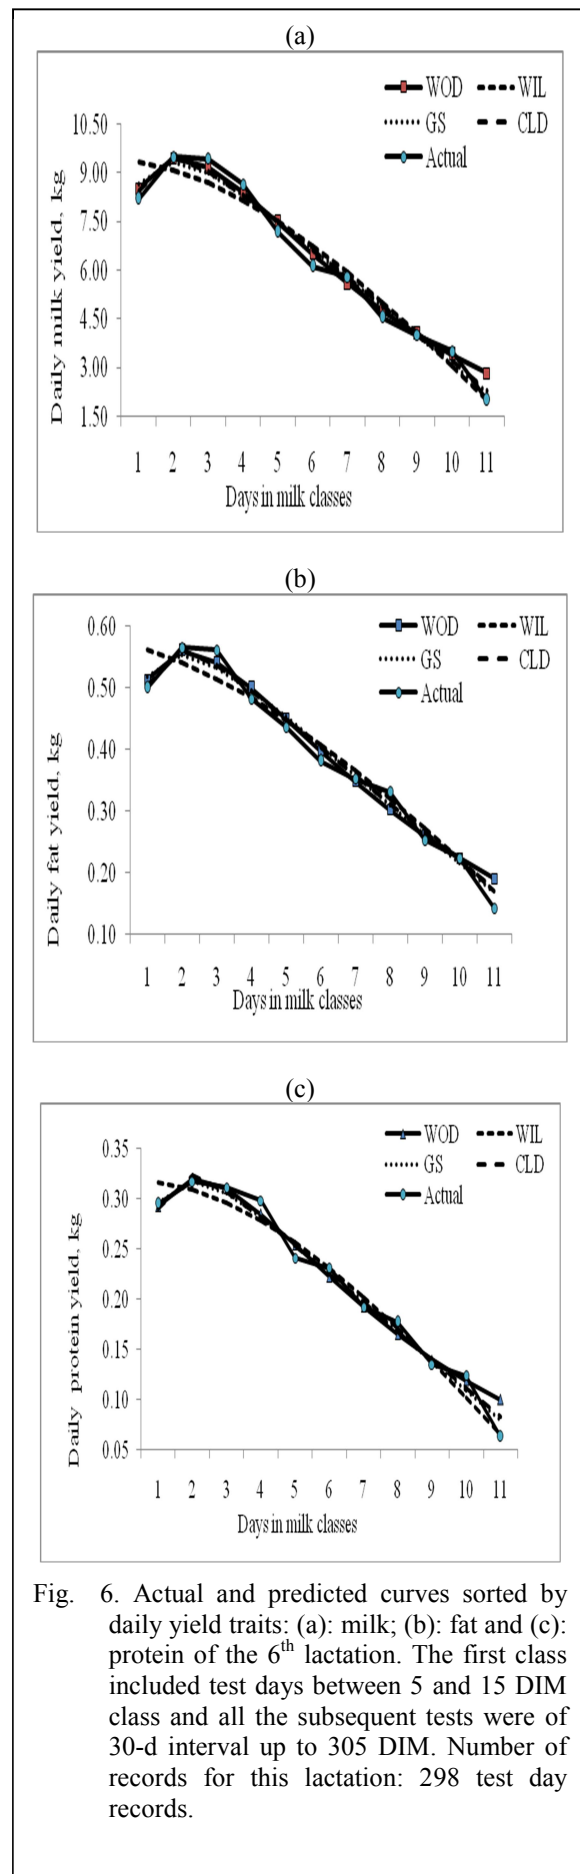 (a)
WOD WIL
GS CLD
Actual
10.50
9.00
7.50
6.00
4.50
3.00
1.50
Daily milk yield, kg
1 2 3 4 5 6 7 8 9 10 11
Days in milk classes
(b)
WOD WIL
GS CLD
Actual
0.60
0.50
0.40
0.30
0.20
0.10
Daily fat yield, kg
1 2 3 4 5 6 7 8 9 10 11
Days in milk classes
(c)
WOD WIL
GS CLD
Actual
0.35
0.30
0.25
0.20
0.15
0.10
0.05
Daily protein yield, kg
1 2 3 4 5 6 7 8 9 10 11
Days in milk classes
Fig. 6. Actual and predicted curves sorted by
daily yield traits: (a): milk; (b): fat and (c):
protein of the 6th lactation. The first class
included test days between 5 and 15 DIM
class and all the subsequent tests were of
30-d interval up to 305 DIM. Number of
records for this lactation: 298 test day
records.